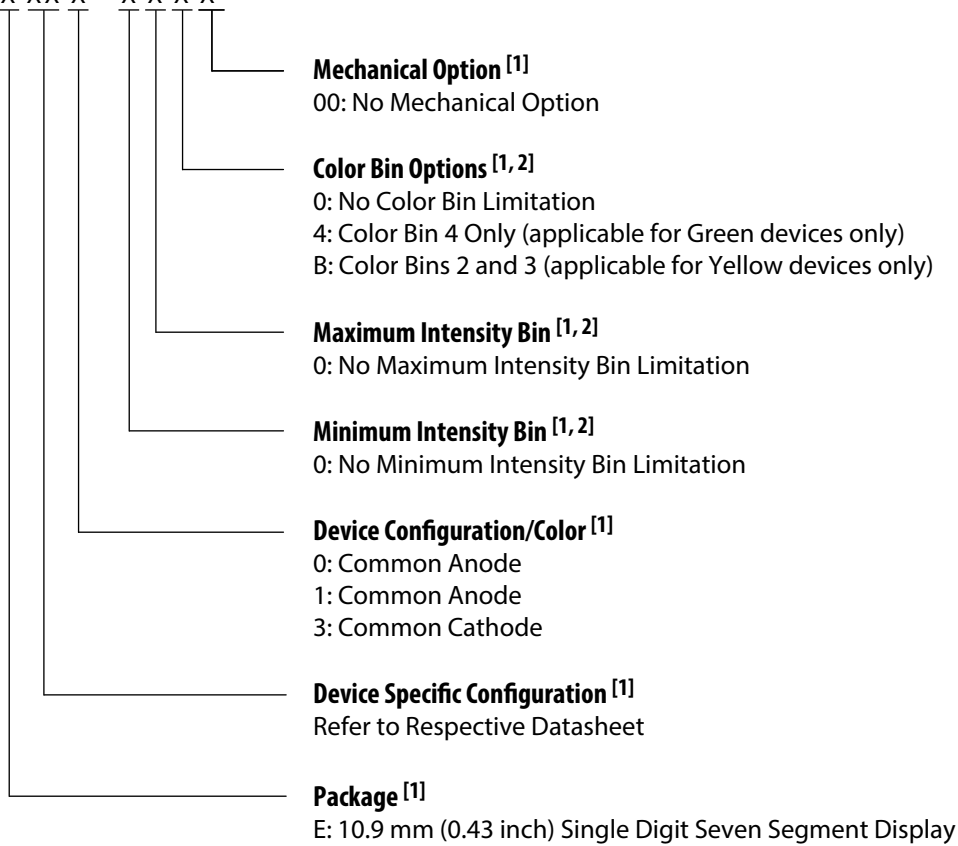 Mechanical Option [1]
00: No Mechanical Option
Color Bin Options [1, 2]
0: No Color Bin Limitation
4: Color Bin 4 Only (applicable for Green devices only)
B: Color Bins 2 and 3 (applicable for Yellow devices only)
Maximum Intensity Bin [1, 2]
0: No Maximum Intensity Bin Limitation
Minimum Intensity Bin [1, 2]
0: No Minimum Intensity Bin Limitation
Device Configuration/Color [1]
0: Common Anode
1: Common Anode
3: Common Cathode
Device Specific Configuration [1]
Refer to Respective Datasheet
Package [1]
E: 10.9 mm (0.43 inch) Single Digit Seven Segment Display